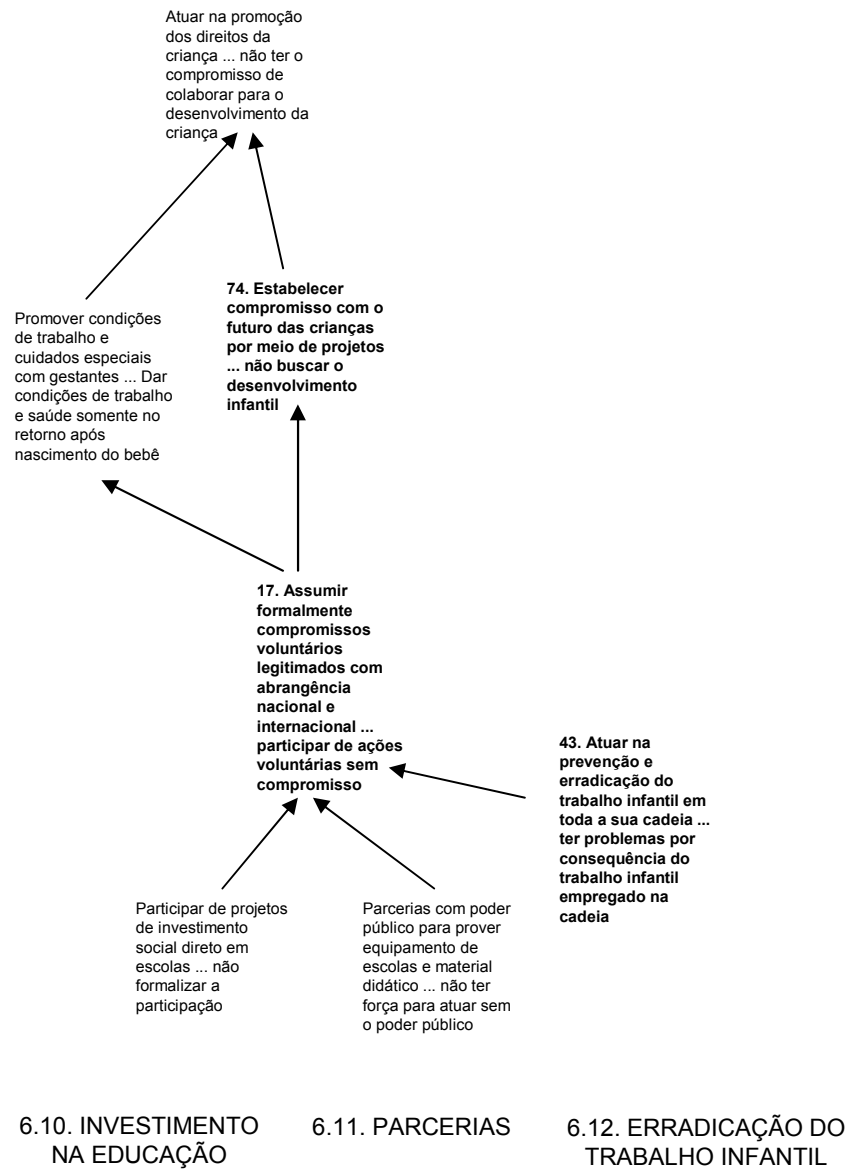 Atuar na promoção
dos direitos da
criança ... não ter o
compromisso de
colaborar para o
desenvolvimento da
criança
74. Estabelecer
compromisso com o
futuro das crianças
por meio de projetos
... não buscar o
desenvolvimento
infantil
Promover condições
de trabalho e
cuidados especiais
com gestantes ... Dar
condições de trabalho
e saúde somente no
retorno após
nascimento do bebê
17. Assumir
formalmente
compromissos
voluntários
legitimados com
abrangência
nacional e
internacional ...
participar de ações
voluntárias sem
compromisso
43. Atuar na
prevenção e
erradicação do
trabalho infantil em
toda a sua cadeia ...
ter problemas por
consequência do
trabalho infantil
empregado na
cadeia
Participar de projetos
de investimento
social direto em
escolas ... não
formalizar a
participação
Parcerias com poder
público para prover
equipamento de
escolas e material
didático ... não ter
força para atuar sem
o poder público
6.10. INVESTIMENTO
NA EDUCAÇÃO
6.11. PARCERIAS
6.12. ERRADICAÇÃO DO
TRABALHO INFANTIL